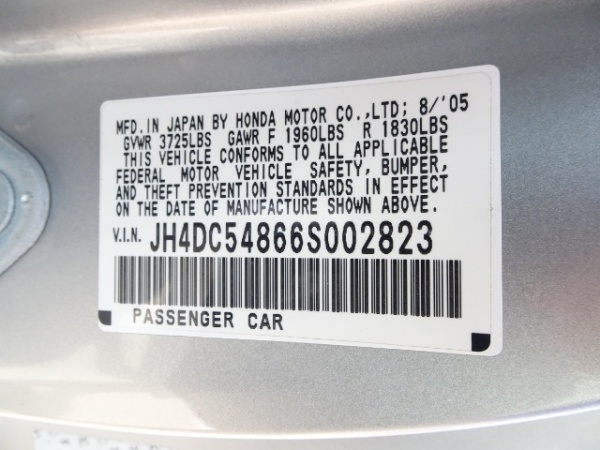 MFD. IN JAPAN BY HONDA MOTOR CO.,LTD; 8/'05
GVWR 3725LBS GAWR F 1960LBS R 1830LBS
THIS VEHICLE CONFORMS TO ALL APPLICABLE
FEDERAL MOTOR VEHICLE SAFETY, BUMPER,
AND THEFT PREVENTION STANDARDS IN EFFECT
ON THE DATE OF MANUFACTURE SHOWN ABOVE.
V.I.N. JH4DC54866S002823
PASSENGER CAR